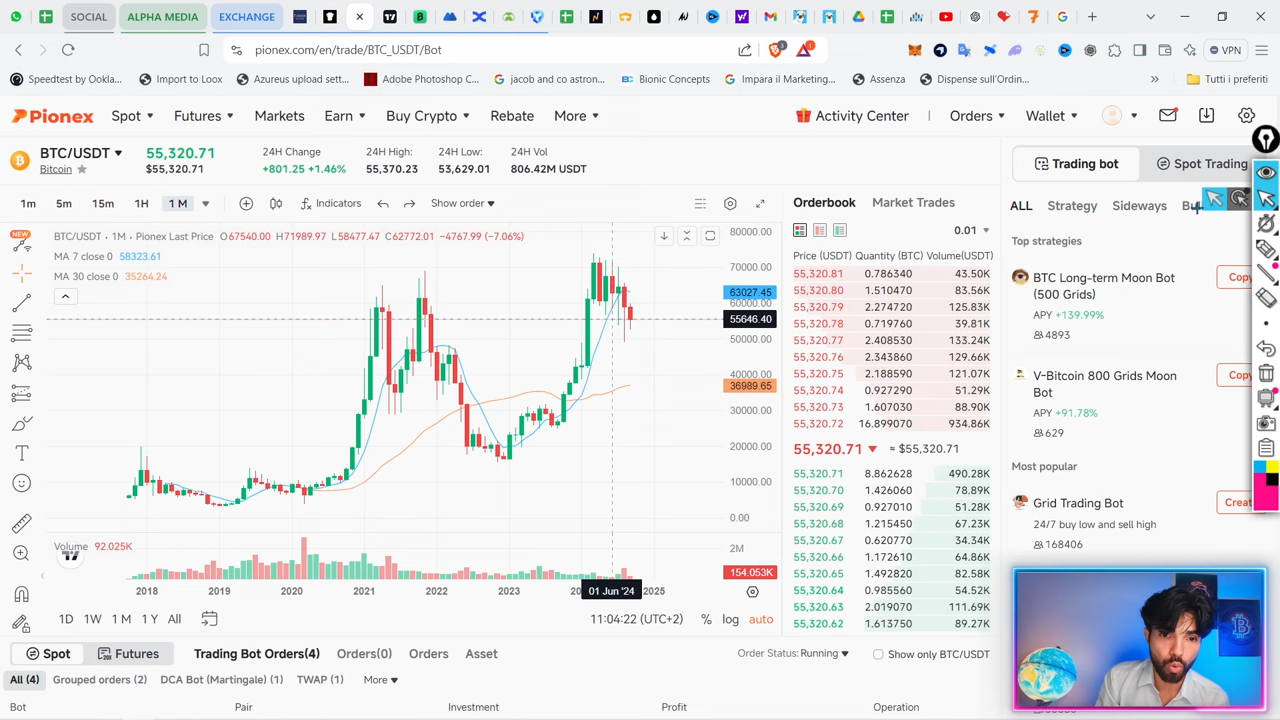 SOCIAL ALPHA MEDIA EXCHANGE
pionex.com/en/trade/BTC_USDT/Bot
VPN
Speedtest by Ookla... Import to Loox Azureus upload sett... Adobe Photoshop C... jacob and co astron... Bionic Concepts Impara il Marketing... Assenza Dispense sull'Ordin... » Tutti i preferiti
Pionex Spot Futures Markets Earn Buy Crypto Rebate More Activity Center Orders Wallet
BTC/USDT 55,320.71 24H Change 24H High: 24H Low: 24H Vol
Bitcoin $55,320.71 +801.25 +1.46% 55,370.23 53,629.01 806.42M USDT
Trading bot Spot Trading
1m 5m 15m 1H 1 M Indicators Show order
Orderbook Market Trades
ALL Strategy Sideways Bu
NEW
BTC/USDT · 1M · Pionex Last Price O67540.00 H71989.97 L58477.47 C62772.01 −4767.99 (−7.06%)
MA 7 close 0 58323.61
MA 30 close 0 35264.24
80000.00
70000.00
63027.45
60000.00
55646.40
50000.00
40000.00
36989.65
30000.00
20000.00
10000.00
0.00
Volume 92.025K
2M
154.053K
2018 2019 2020 2021 2022 2023 01 Jun '24 2025
1D 1W 1 M 1 Y All 11:04:22 (UTC+2) % log auto
0.01
Price (USDT) Quantity (BTC) Volume(USDT)
55,320.81 0.786340 43.50K
55,320.80 1.510470 83.56K
55,320.79 2.274720 125.83K
55,320.78 0.719760 39.81K
55,320.77 2.408530 133.24K
55,320.76 2.343860 129.66K
55,320.75 2.188590 121.07K
55,320.74 0.927290 51.29K
55,320.73 1.607030 88.90K
55,320.72 16.899070 934.86K
55,320.71 ≈ $55,320.71
55,320.71 8.862628 490.28K
55,320.70 1.426060 78.89K
55,320.69 0.927010 51.28K
55,320.68 1.215450 67.23K
55,320.67 0.620770 34.34K
55,320.66 1.172610 64.86K
55,320.65 1.492820 82.58K
55,320.64 0.985560 54.52K
55,320.63 2.019070 111.69K
55,320.62 1.613750 89.27K
Top strategies
BTC Long-term Moon Bot
(500 Grids)
Copy
APY +139.99%
4893
V-Bitcoin 800 Grids Moon
Bot
Copy
APY +91.78%
629
Most popular
Grid Trading Bot
Creat
24/7 buy low and sell high
168406
Spot Futures Trading Bot Orders(4) Orders(0) Orders Asset Order Status: Running Show only BTC/USDT
All (4) Grouped orders (2) DCA Bot (Martingale) (1) TWAP (1) More
Bot Pair Investment Profit Operation